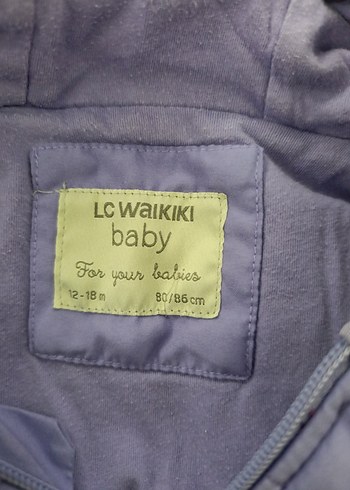 LC WAIKIKI
baby
For your babies
12-18 m 80/86 cm